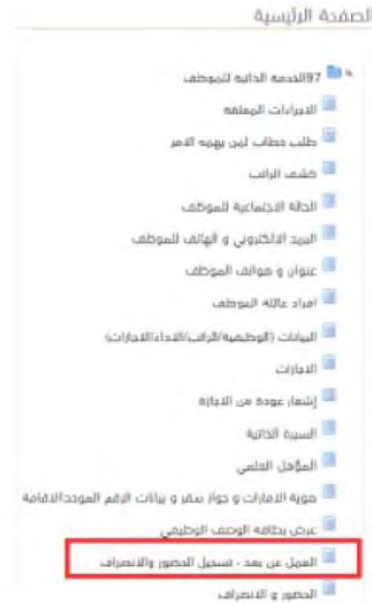 الصفحة الرئيسية
97الخدمة الذاتية للموظف
الاجراءات المعلقة
طلب خطاب لمن يهمه الامر
كشف الراتب
الحالة الاجتماعية للموظف
البريد الالكتروني و الهاتف للموظف
عنوان و هواتف الموظف
افراد عائلة الموظف
البيانات (الوظيفية/الراتب/الاداء/الاجازات)
الاجازات
إشعار عودة من الاجازة
السيرة الذاتية
المؤهل العلمي
هوية الامارات و جواز سفر و بيانات الرقم الموحد/الاقامة
عرض بطاقة الوصف الوظيفي
العمل عن بعد - تسجيل الحضور والانصراف
الحضور و الانصراف